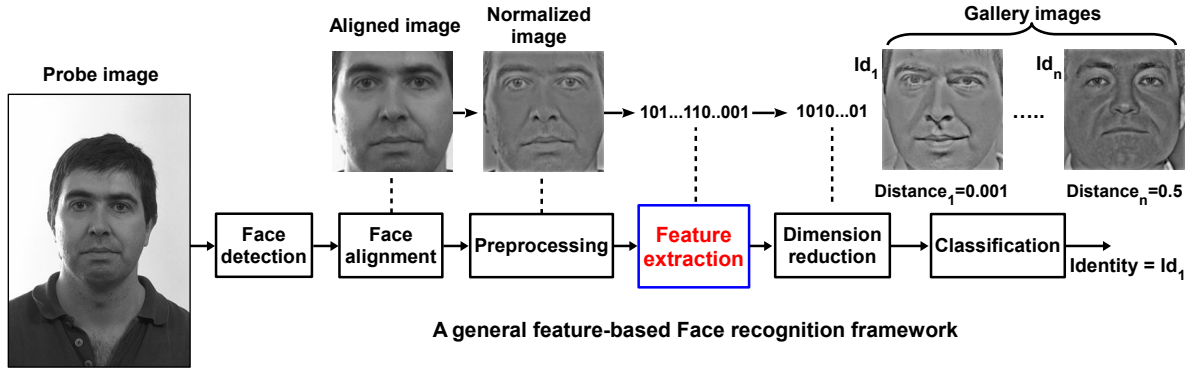 Probe image
Aligned image
Normalized
image
Gallery images
Id₁
Idₙ
101...110..001
1010...01
.....
Distance₁=0.001
Distanceₙ=0.5
Face
detection
Face
alignment
Preprocessing
Feature
extraction
Dimension
reduction
Classification
Identity = Id₁
A general feature-based Face recognition framework